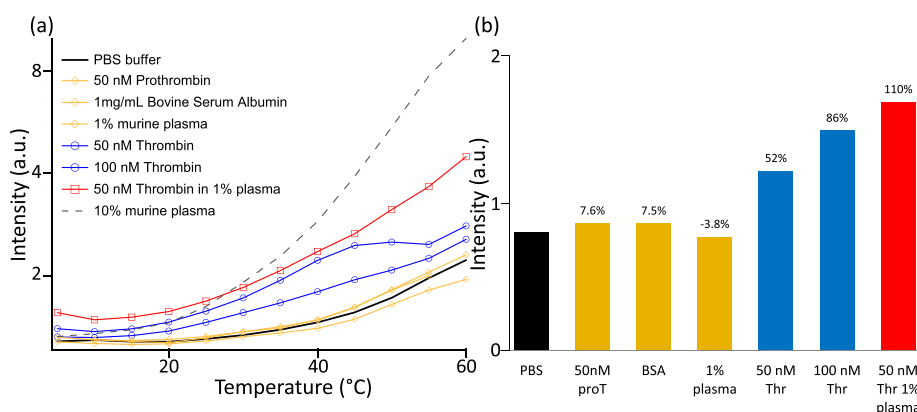 (a)
8
4
2
Intensity (a.u.)
PBS buffer
50 nM Prothrombin
1mg/mL Bovine Serum Albumin
1% murine plasma
50 nM Thrombin
100 nM Thrombin
50 nM Thrombin in 1% plasma
10% murine plasma
20
40
60
Temperature (°C)
(b)
2
1
0
Intensity (a.u.)
7.6%
7.5%
-3.8%
52%
86%
110%
PBS
50nM
proT
BSA
1%
plasma
50 nM
Thr
100 nM
Thr
50 nM
Thr 1%
plasma